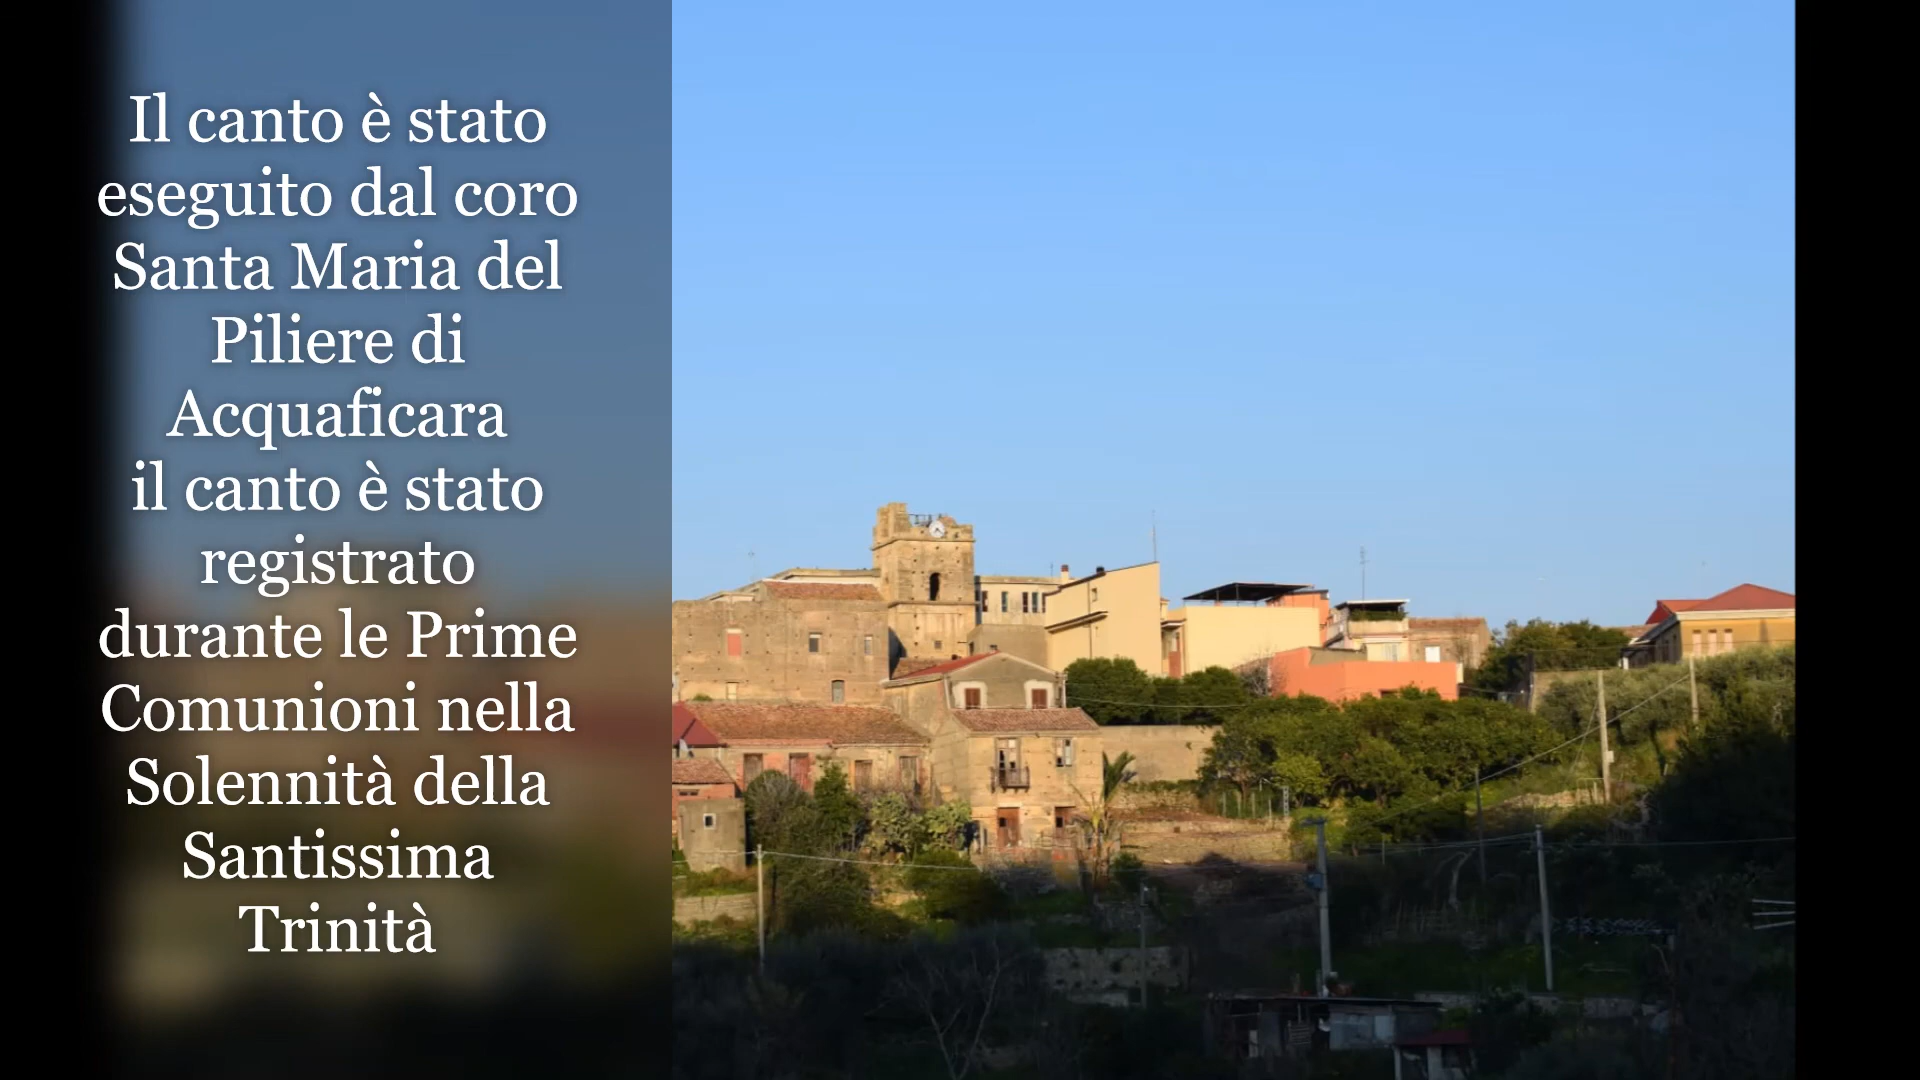 Il canto è stato
eseguito dal coro
Santa Maria del
Piliere di
Acquaficara
il canto è stato
registrato
durante le Prime
Comunioni nella
Solennità della
Santissima
Trinità